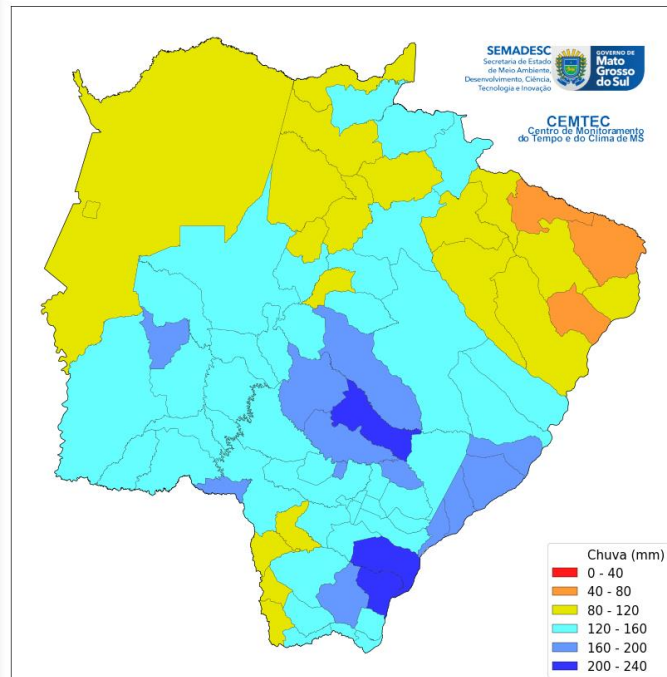 SEMADESC
Secretaria de Estado
de Meio Ambiente,
Desenvolvimento, Ciência,
Tecnologia e Inovação
GOVERNO DE
Mato
Grosso
do Sul
CEMTEC
Centro de Monitoramento
do Tempo e do Clima de MS
Chuva (mm)
0 - 40
40 - 80
80 - 120
120 - 160
160 - 200
200 - 240